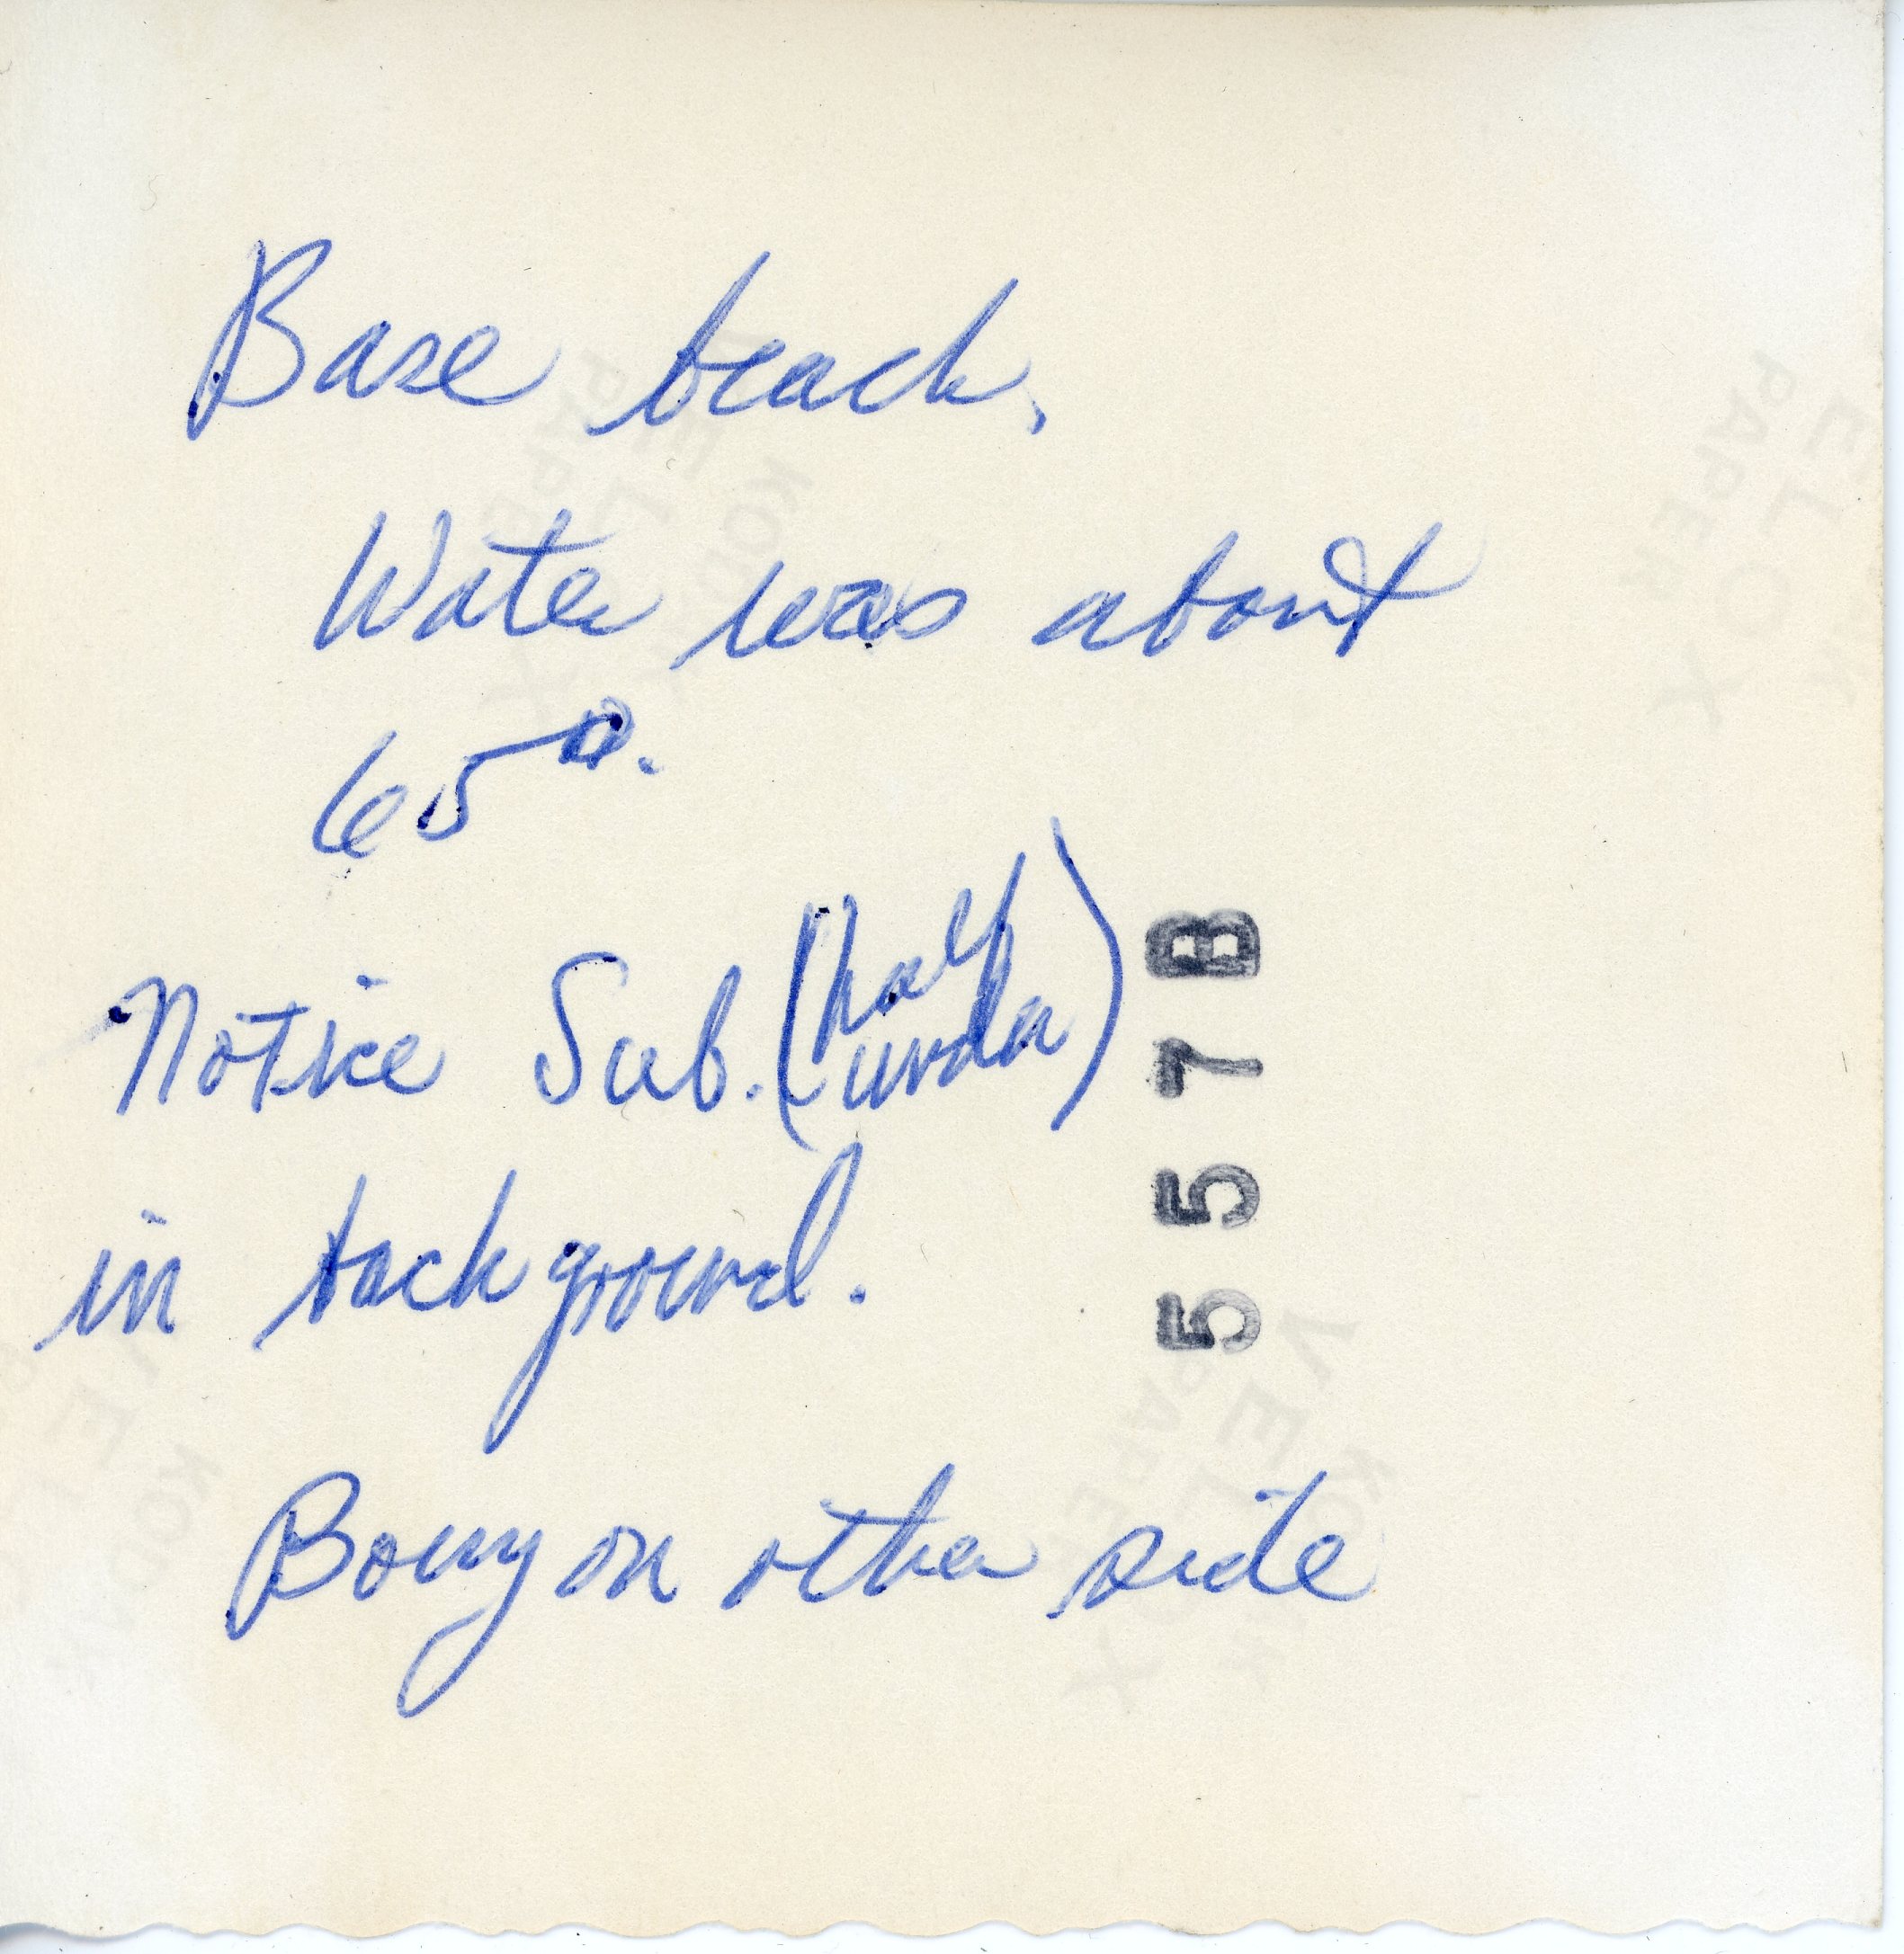 Base beach,
Water was about
65°.
Notice Sub. (half under)
in background.
Bouy on other side
557B
VELOX
KODAK
PAPER